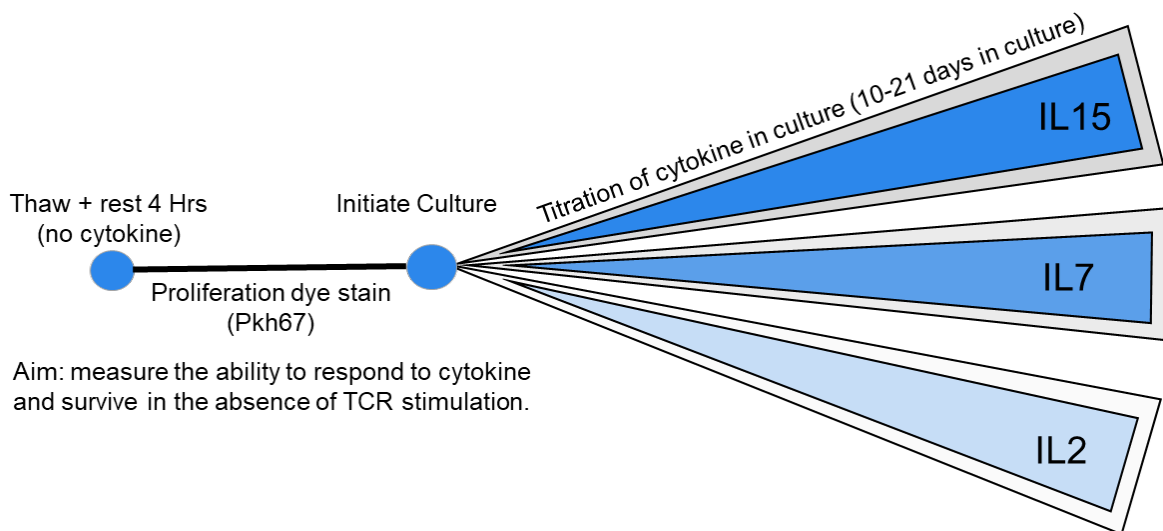 Thaw + rest 4 Hrs
(no cytokine)
Initiate Culture
Proliferation dye stain
(Pkh67)
Aim: measure the ability to respond to cytokine
and survive in the absence of TCR stimulation.
Titration of cytokine in culture (10-21 days in culture)
IL15
IL7
IL2